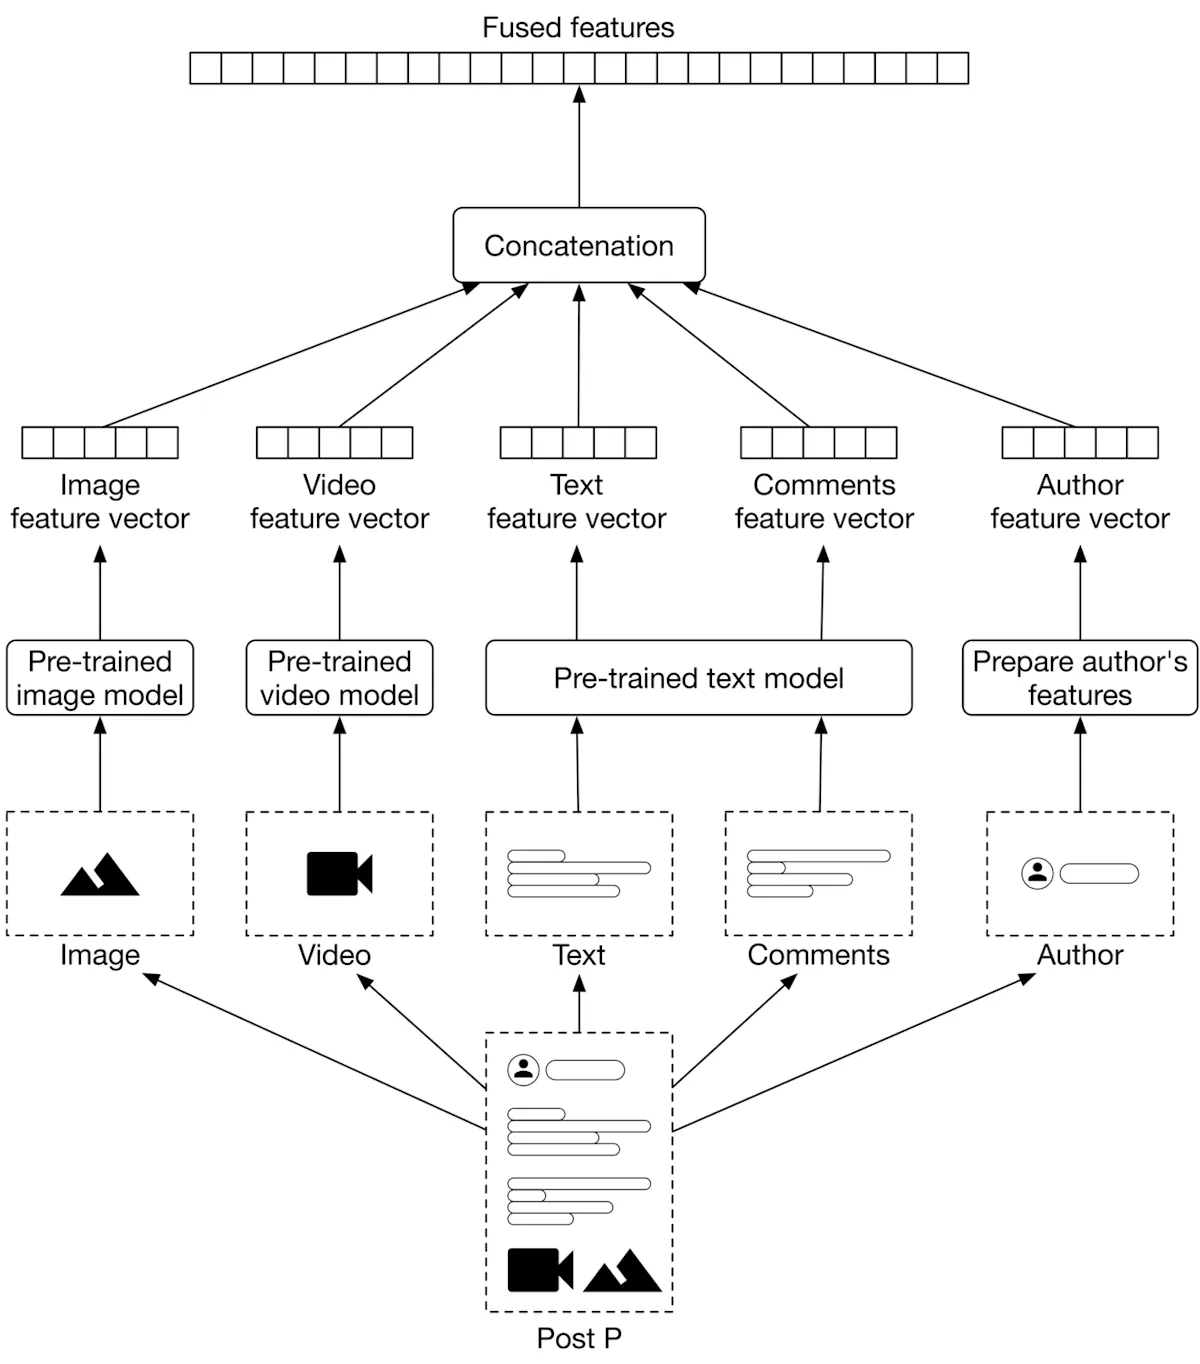 Fused features
Concatenation
Image
feature vector
Video
feature vector
Text
feature vector
Comments
feature vector
Author
feature vector
Pre-trained
image model
Pre-trained
video model
Pre-trained text model
Prepare author's
features
Image
Video
Text
Comments
Author
Post P